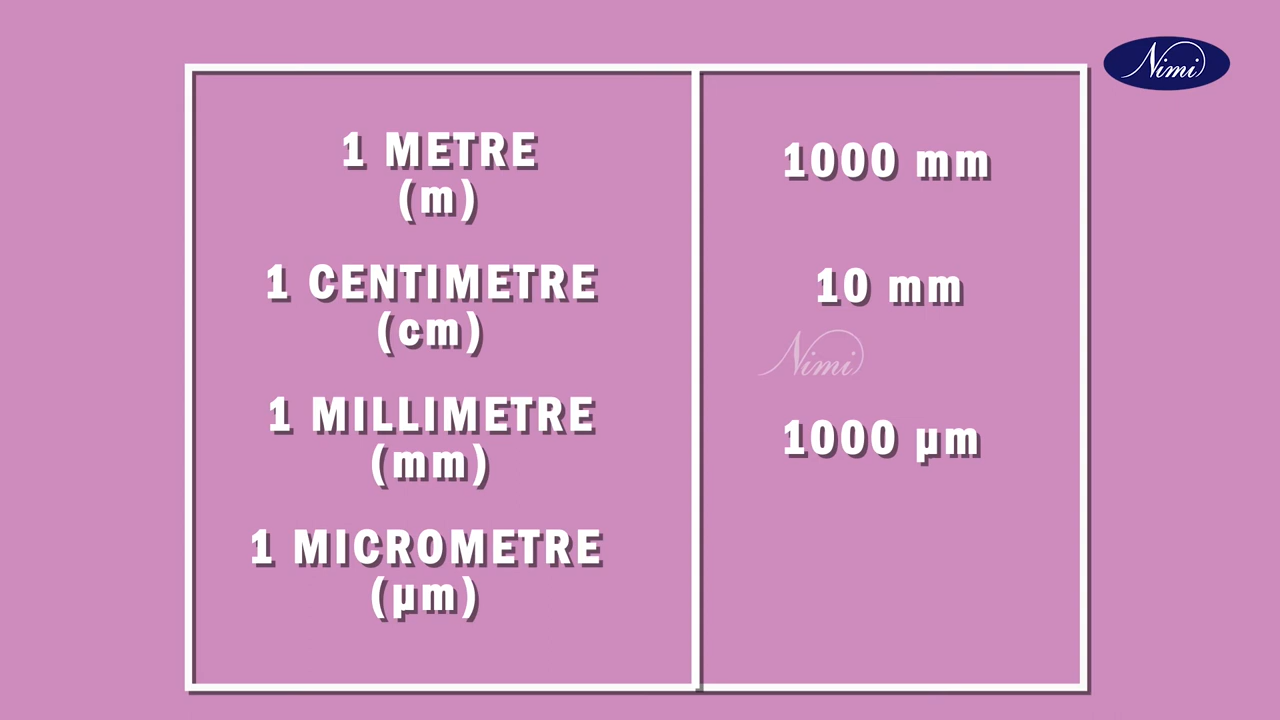 Nimi
1 METRE
(m)
1000 mm
1 CENTIMETRE
(cm)
10 mm
Nimi
1 MILLIMETRE
(mm)
1000 µm
1 MICROMETRE
(µm)